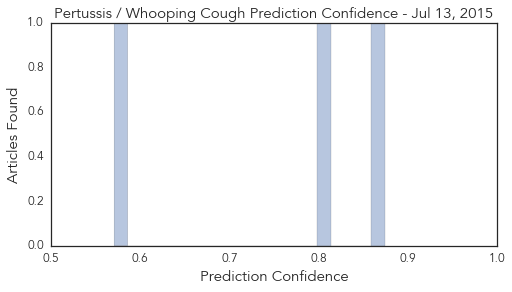 Pertussis / Whooping Cough Prediction Confidence - Jul 13, 2015
1.0
0.8
0.6
0.4
0.2
0.0
Articles Found
0.5 0.6 0.7 0.8 0.9 1.0
Prediction Confidence